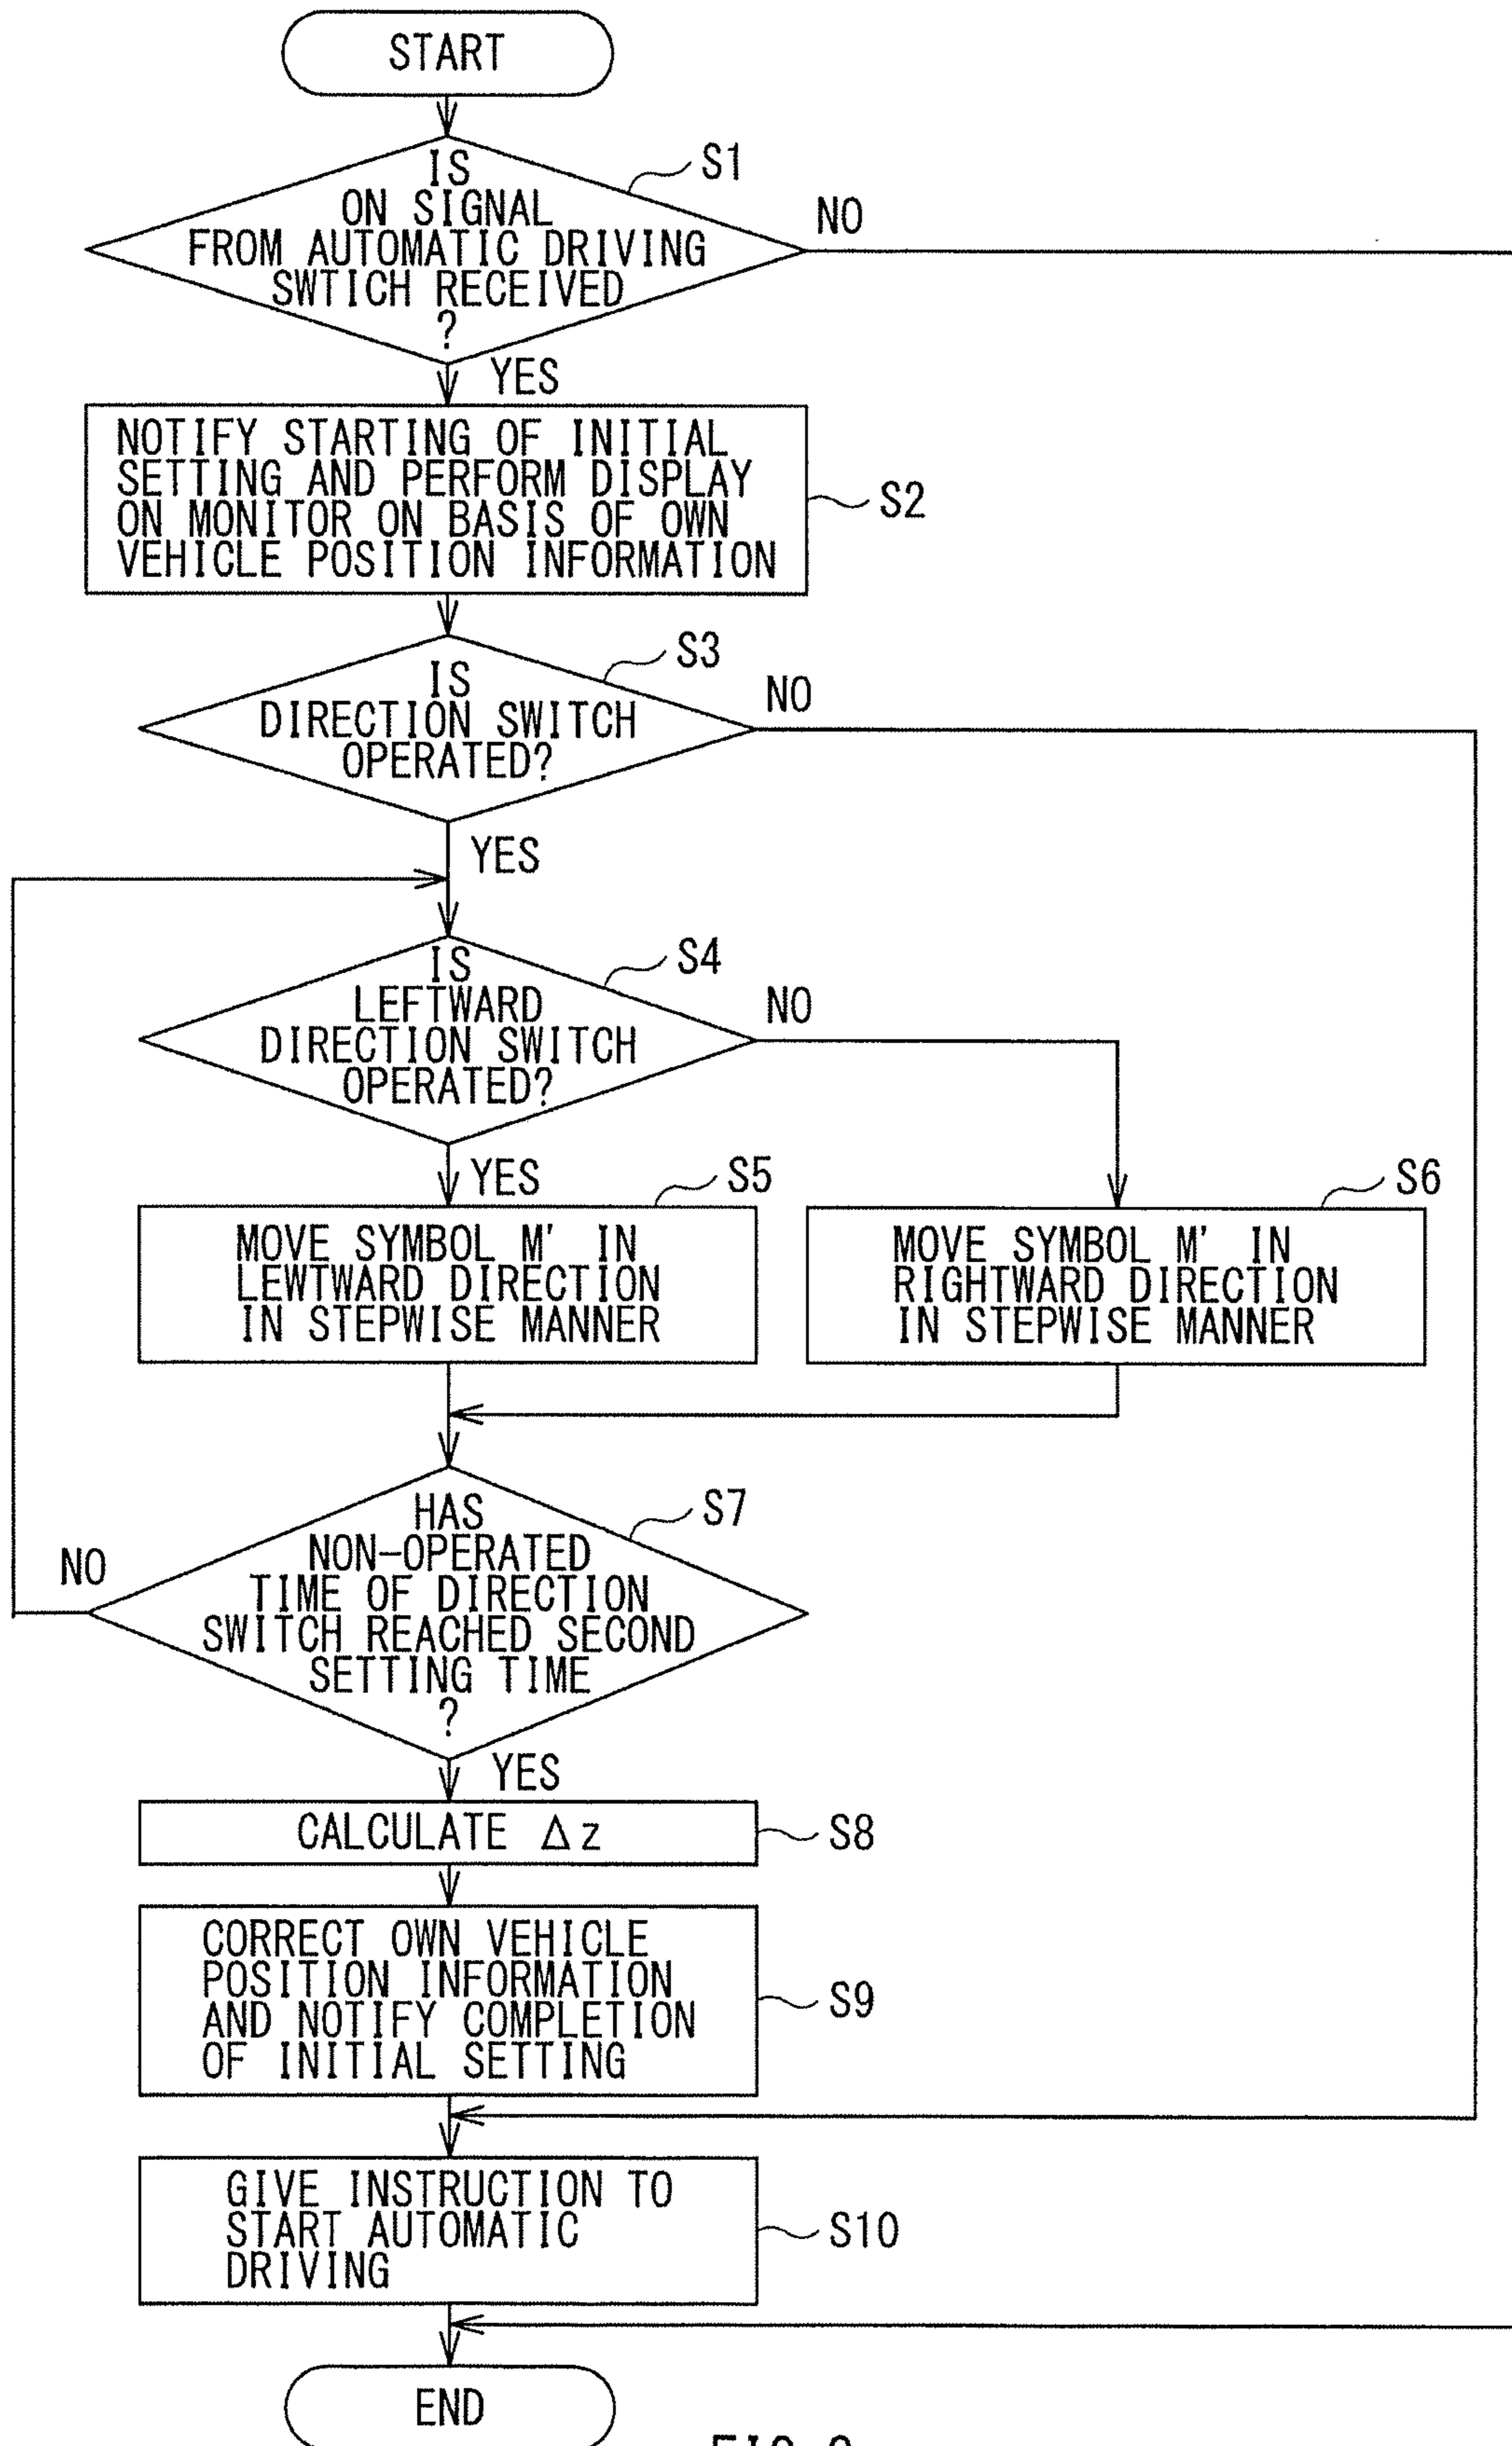 START
IS
ON SIGNAL
FROM AUTOMATIC DRIVING
SWTICH RECEIVED
?
S1
NO
YES
NOTIFY STARTING OF INITIAL
SETTING AND PERFORM DISPLAY
ON MONITOR ON BASIS OF OWN
VEHICLE POSITION INFORMATION
S2
IS
DIRECTION SWITCH
OPERATED?
S3
NO
YES
IS
LEFTWARD
DIRECTION SWITCH
OPERATED?
S4
NO
YES
MOVE SYMBOL M' IN
LEWTWARD DIRECTION
IN STEPWISE MANNER
S5
MOVE SYMBOL M' IN
RIGHTWARD DIRECTION
IN STEPWISE MANNER
S6
HAS
NON-OPERATED
TIME OF DIRECTION
SWITCH REACHED SECOND
SETTING TIME
?
S7
NO
YES
CALCULATE Δz
S8
CORRECT OWN VEHICLE
POSITION INFORMATION
AND NOTIFY COMPLETION
OF INITIAL SETTING
S9
GIVE INSTRUCTION TO
START AUTOMATIC
DRIVING
S10
END